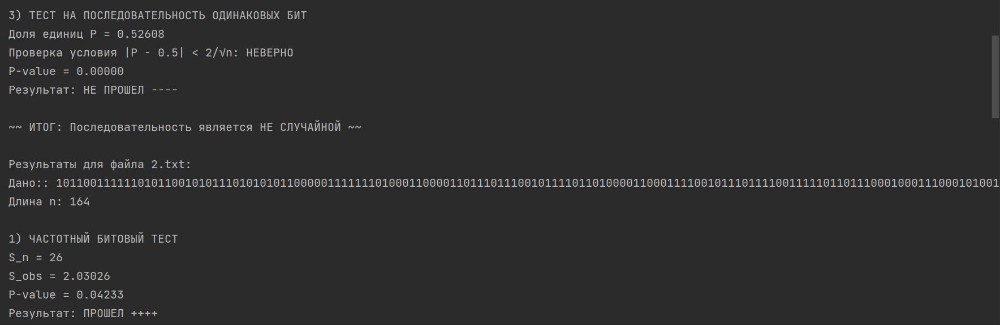 3) ТЕСТ НА ПОСЛЕДОВАТЕЛЬНОСТЬ ОДИНАКОВЫХ БИТ
Доля единиц P = 0.52608
Проверка условия |P - 0.5| < 2/√n: НЕВЕРНО
P-value = 0.00000
Результат: НЕ ПРОШЕЛ ----
~~ ИТОГ: Последовательность является НЕ СЛУЧАЙНОЙ ~~
Результаты для файла 2.txt:
Дано:: 1011001111110101100101011101010101100000111111101000110000110111011100101111011010000110001111001011101111001111101101110001000111000101001
Длина n: 164
1) ЧАСТОТНЫЙ БИТОВЫЙ ТЕСТ
S_n = 26
S_obs = 2.03026
P-value = 0.04233
Результат: ПРОШЕЛ ++++